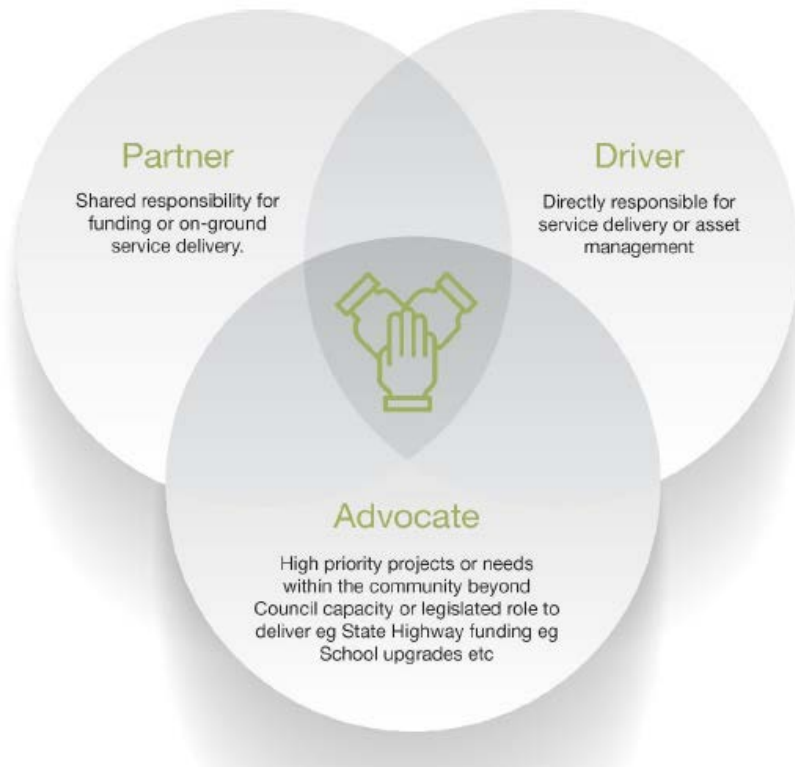 Partner
Shared responsibility for
funding or on-ground
service delivery.
Driver
Directly responsible for
service delivery or asset
management
Advocate
High priority projects or needs
within the community beyond
Council capacity or legislated role to
deliver eg State Highway funding eg
School upgrades etc